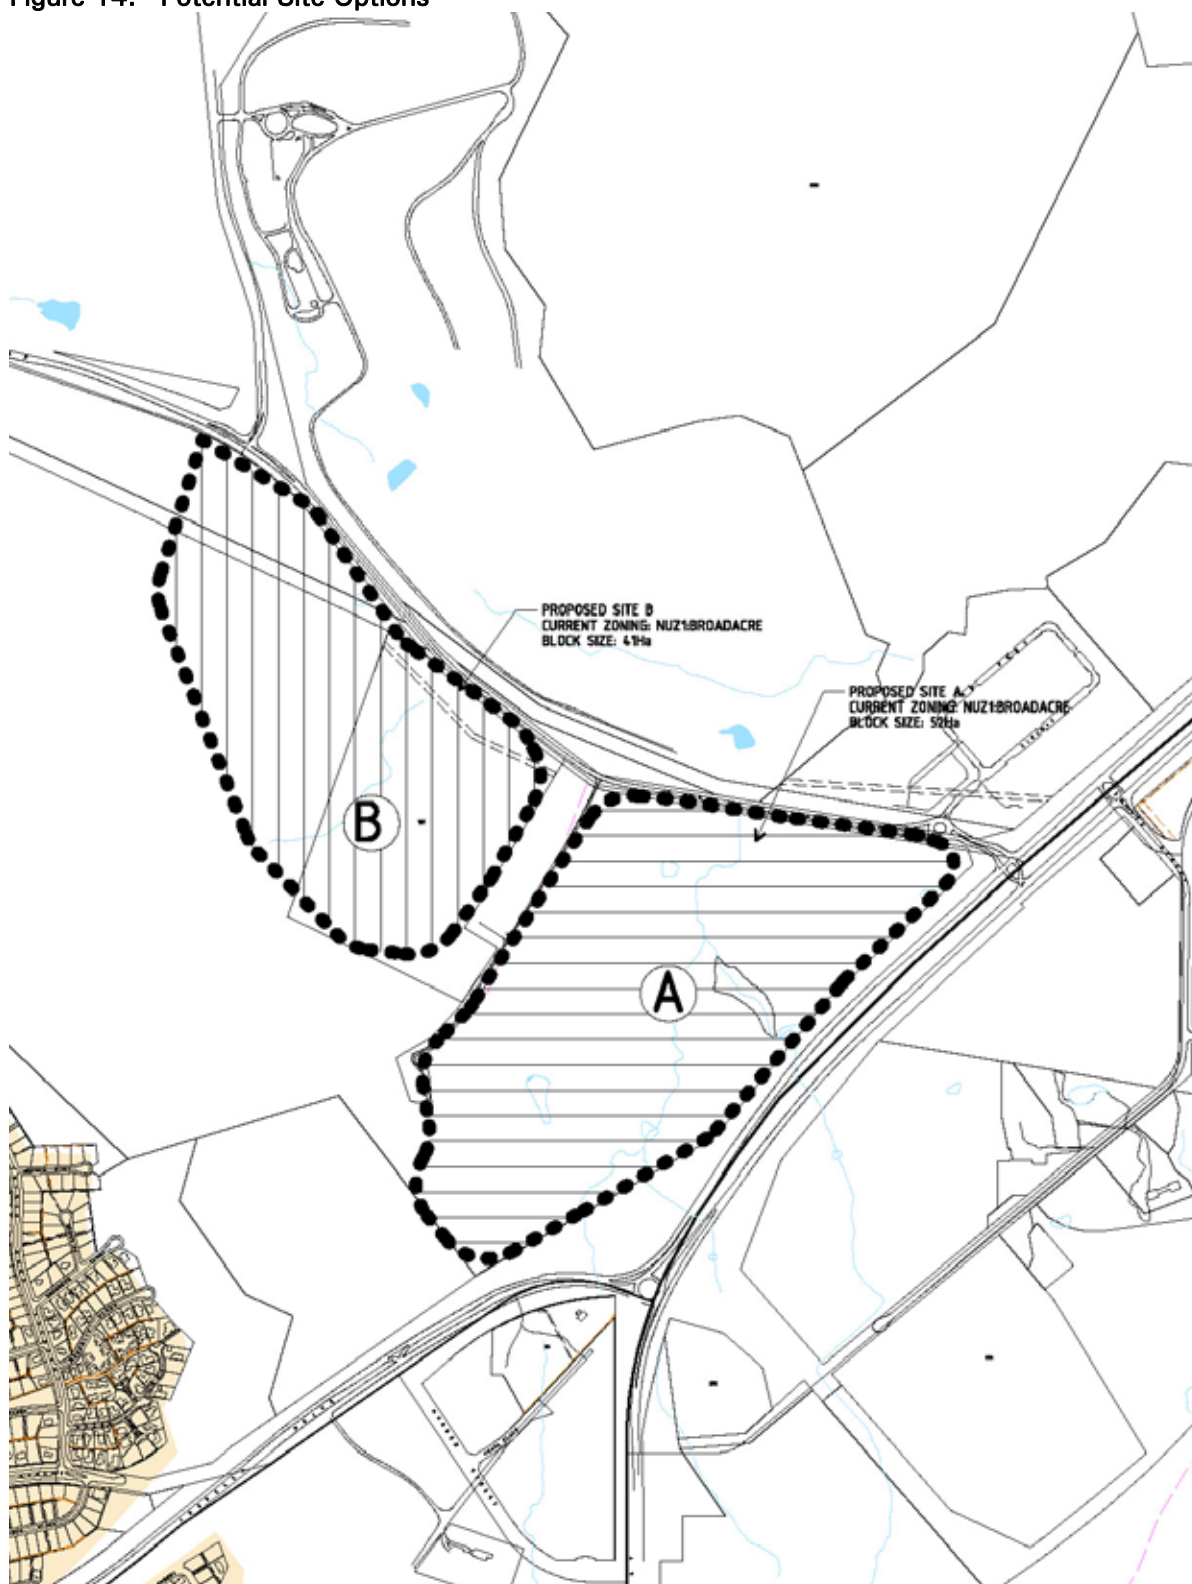 Figure 14: Potential Site Options
PROPOSED SITE B
CURRENT ZONING: NUZ1:BROADACRE
BLOCK SIZE: 41Ha
PROPOSED SITE A
CURRENT ZONING: NUZ1:BROADACRE
BLOCK SIZE: 52Ha
B
A